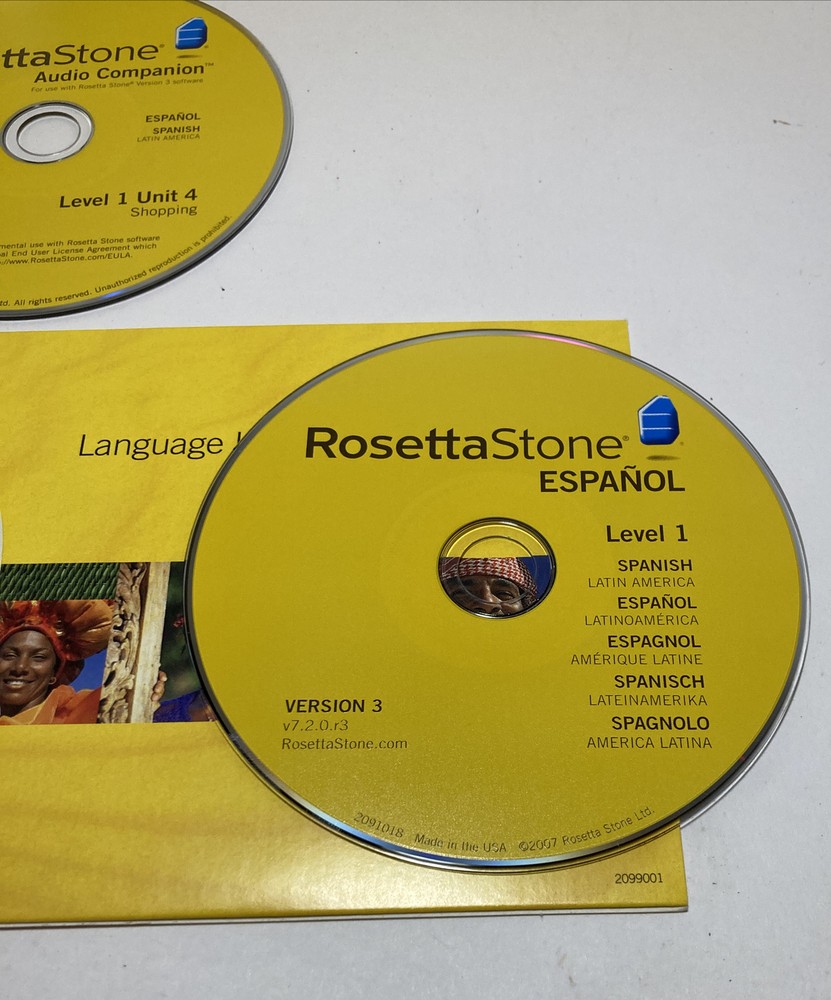 ttaStone®
Audio Companion™
For use with Rosetta Stone® Version 3 software
ESPAÑOL
SPANISH
LATIN AMERICA
Level 1 Unit 4
Shopping
mental use with Rosetta Stone software
al End User License Agreement which
://www.RosettaStone.com/EULA.
td. All rights reserved. Unauthorized reproduction is prohibited.
Language
RosettaStone®
ESPAÑOL
Level 1
SPANISH
LATIN AMERICA
ESPAÑOL
LATINOAMÉRICA
ESPAGNOL
AMÉRIQUE LATINE
SPANISCH
LATEINAMERIKA
SPAGNOLO
AMERICA LATINA
VERSION 3
v7.2.0.r3
RosettaStone.com
2091018 Made in the USA ©2007 Rosetta Stone Ltd.
2099001